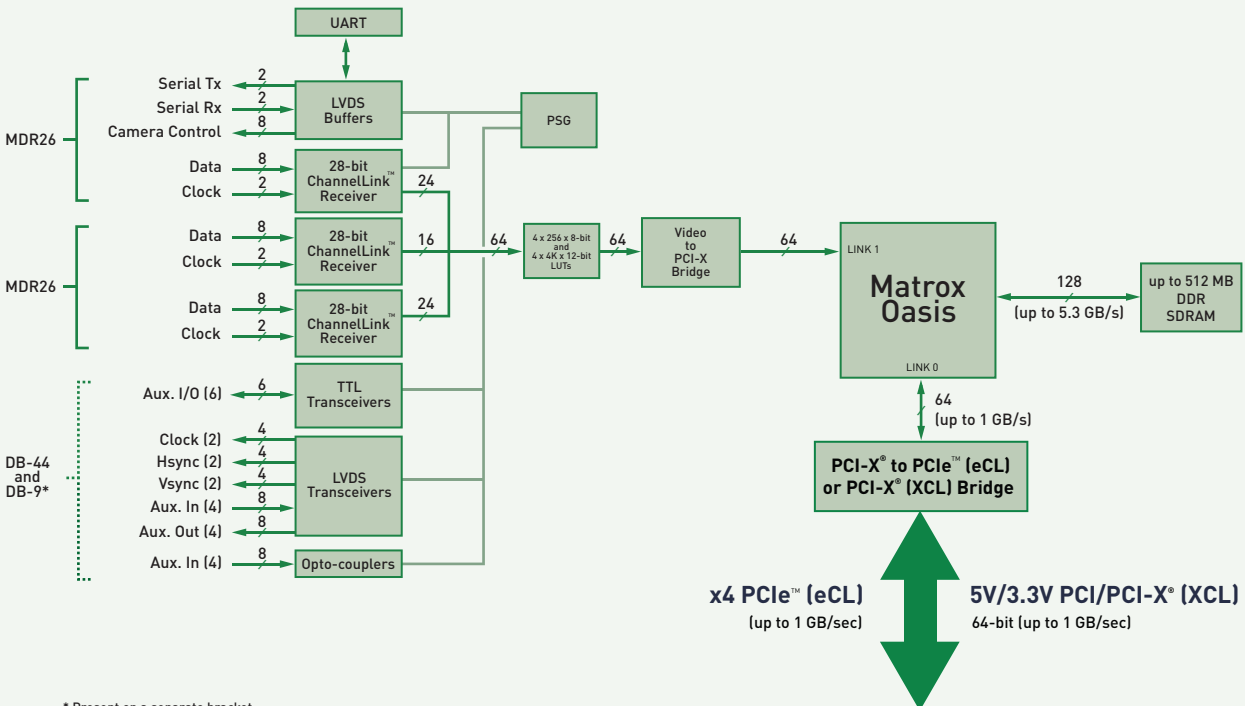 UART
MDR26
Serial Tx
2
Serial Rx
2
Camera Control
8
LVDS
Buffers
PSG
Data
8
Clock
2
28-bit
ChannelLink™
Receiver
24
MDR26
Data
8
Clock
2
28-bit
ChannelLink™
Receiver
16
64
4 x 256 x 8-bit
and
4 x 4K x 12-bit
LUTs
64
Video
to
PCI-X
Bridge
64
LINK 1
Matrox
Oasis
LINK 0
128
(up to 5.3 GB/s)
up to 512 MB
DDR
SDRAM
Data
8
Clock
2
28-bit
ChannelLink™
Receiver
24
DB-44
and
DB-9*
Aux. I/O (6)
6
TTL
Transceivers
Clock (2)
4
Hsync (2)
4
Vsync (2)
4
Aux. In (4)
8
Aux. Out (4)
8
LVDS
Transceivers
Aux. In (4)
8
Opto-couplers
64
(up to 1 GB/s)
PCI-X® to PCIe™ (eCL)
or PCI-X® (XCL) Bridge
x4 PCIe™ (eCL)
(up to 1 GB/sec)
5V/3.3V PCI/PCI-X® (XCL)
64-bit (up to 1 GB/sec)
* Present on a separate bracket